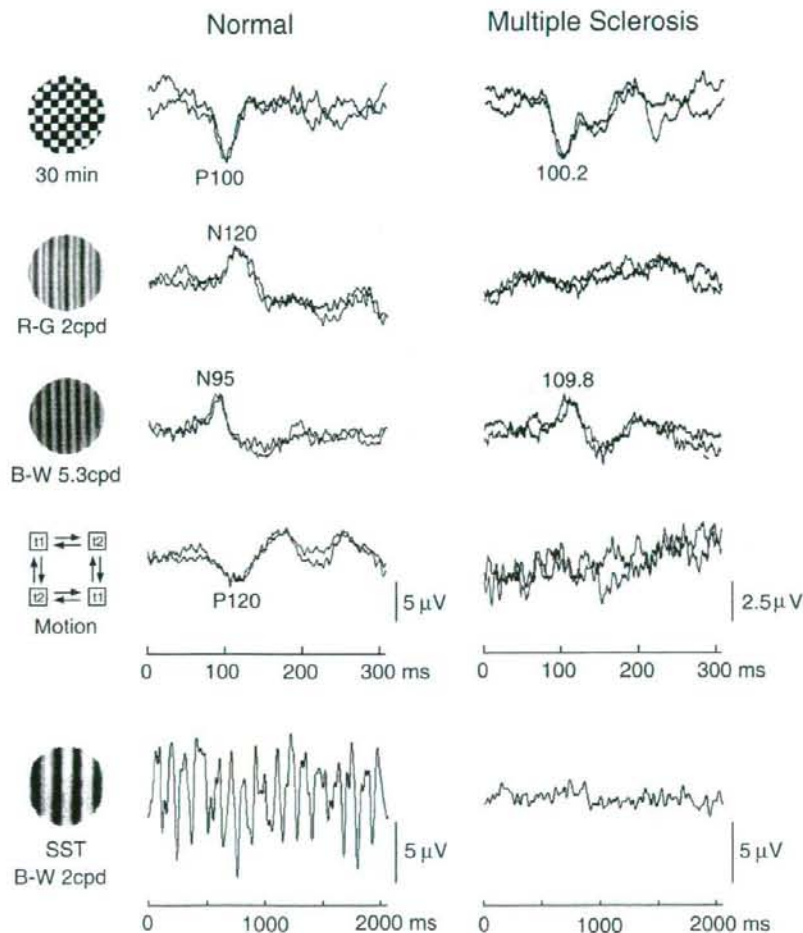 Normal
Multiple Sclerosis
30 min
P100
100.2
R-G 2cpd
N120
B-W 5.3cpd
N95
109.8
t1
t2
t2
t1
Motion
P120
5 μV
2.5μV
0 100 200 300 ms
0 100 200 300 ms
SST
B-W 2cpd
5 μV
5 μV
0 1000 2000 ms
0 1000 2000 ms